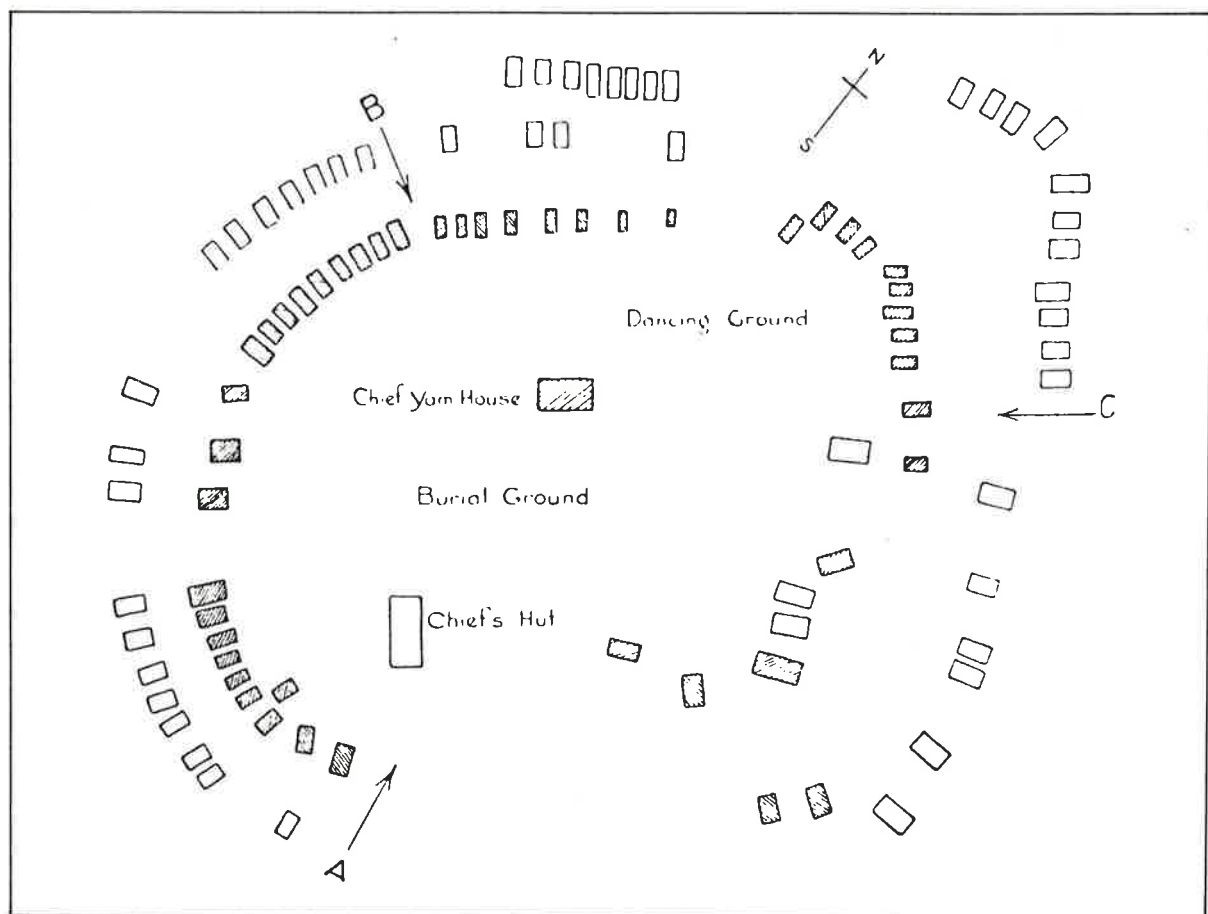 N
B
S
Dancing Ground
Chief Yam House
C
Burial Ground
Chief's Hut
A